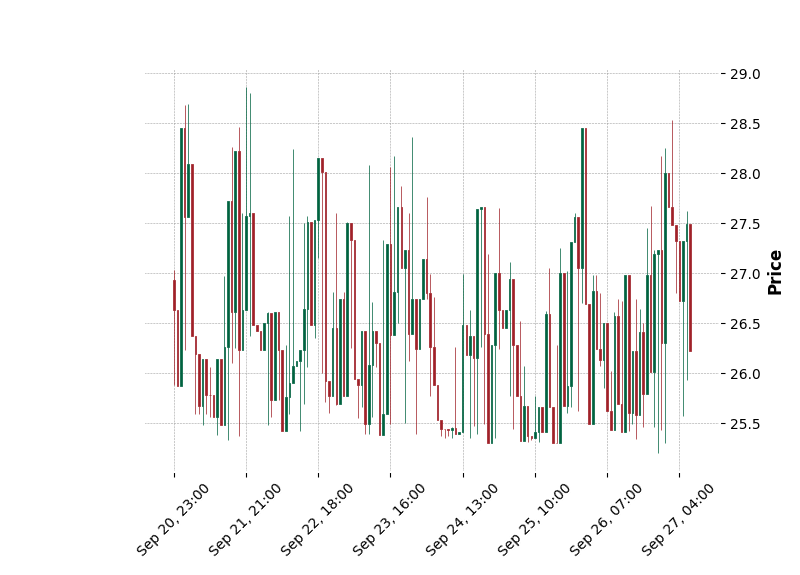 29.0
28.5
28.0
27.5
27.0
26.5
26.0
25.5
Price
Sep 20, 23:00
Sep 21, 21:00
Sep 22, 18:00
Sep 23, 16:00
Sep 24, 13:00
Sep 25, 10:00
Sep 26, 07:00
Sep 27, 04:00